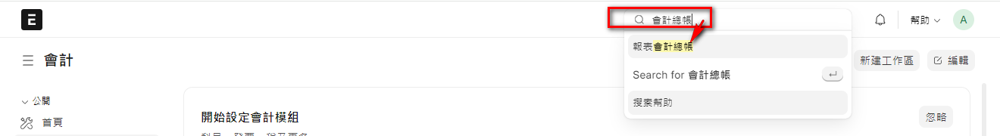 E
會計總帳
幫助
A
會計
報表會計總帳
Search for 會計總帳
搜索幫助
新建工作區
編輯
公開
首頁
開始設定會計模組
忽略